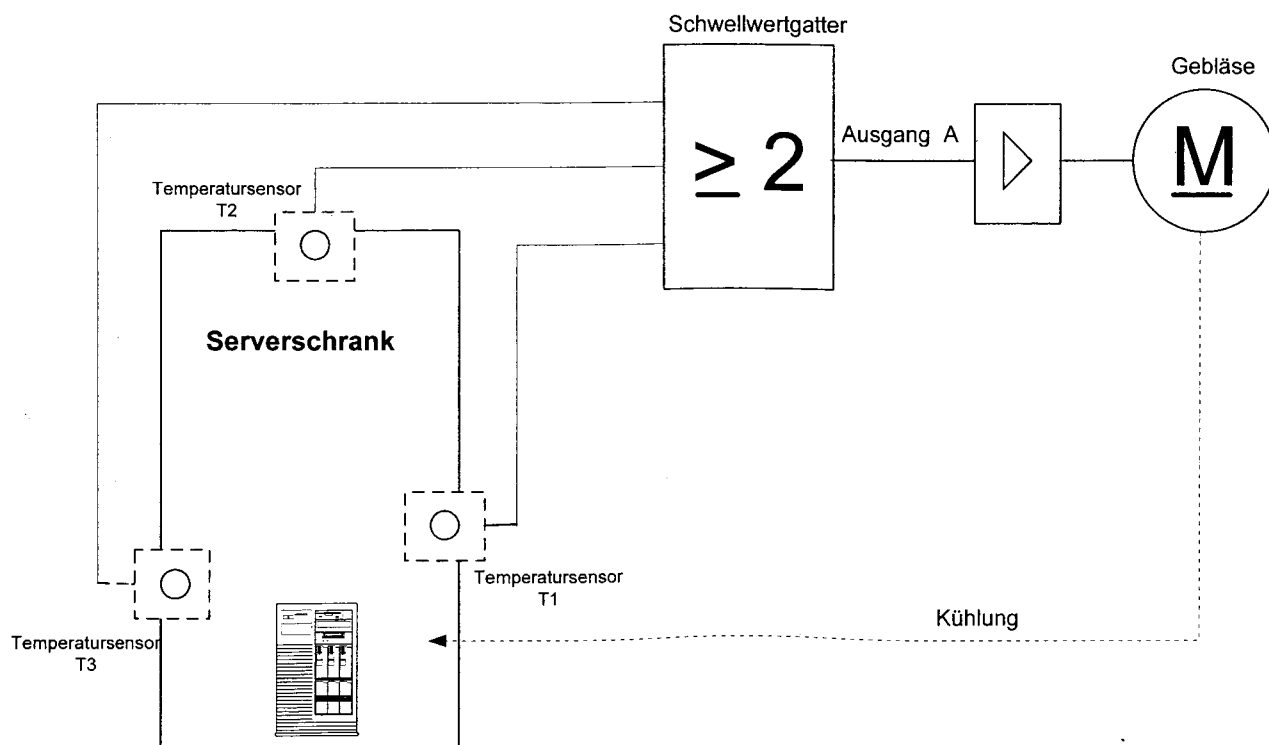 Schwellwertgatter
Gebläse
≥ 2
Ausgang A
M
Temperatursensor
T2
Serverschrank
Temperatursensor
T1
Kühlung
Temperatursensor
T3